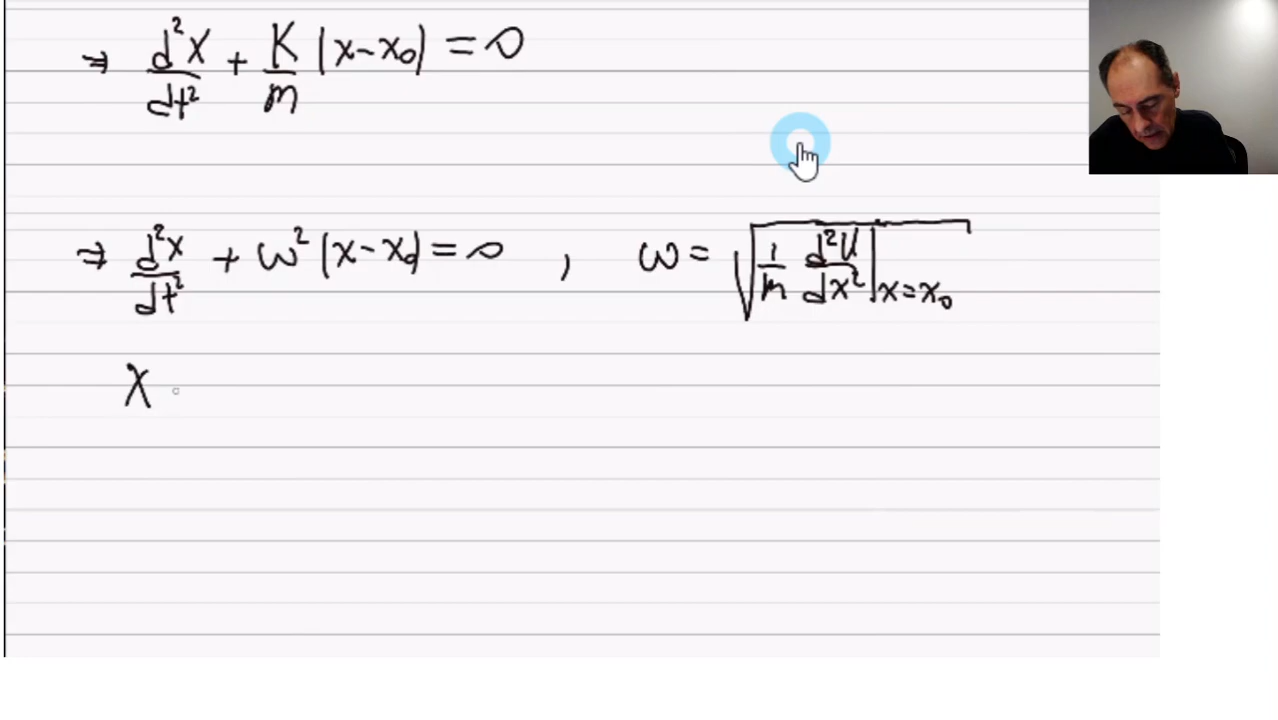 ⇒ d²x/dt² + K/m (x-x₀) = 0
⇒ d²x/dt² + ω² (x-x₀) = 0 , ω = √(1/m d²U/dx² |x=x₀)
x